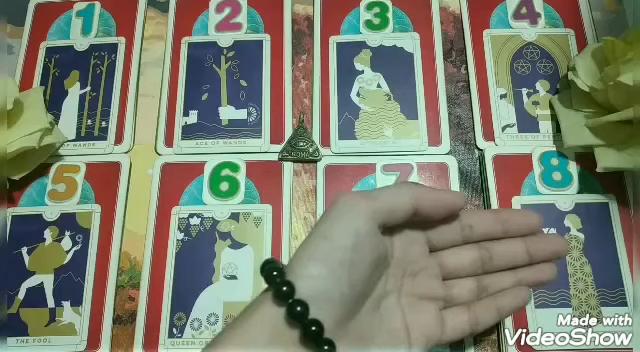 1
2
3
4
OF WANDS
ACE OF WANDS
THREE OF
5
6
7
8
THE FOOL
QUEEN OF
Made with
VideoShow